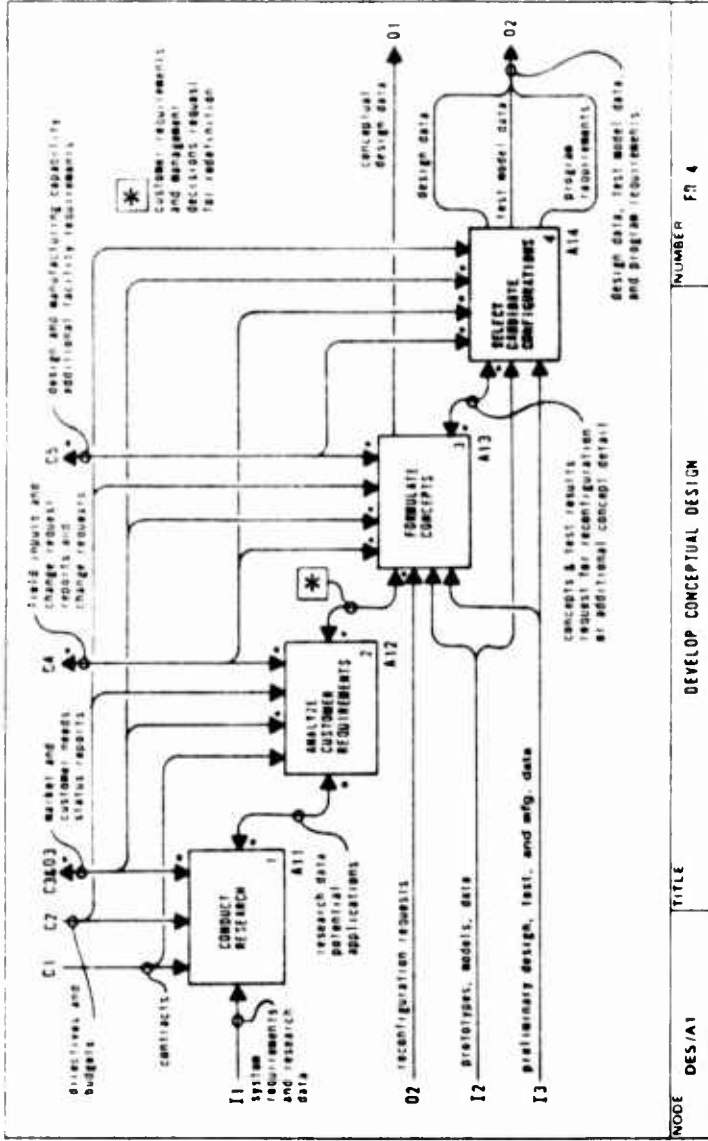 C1
C2
C3&O3
C4
C5
directives and
budgets
contracts
market and
customer needs
status reports
field input and
change request
reports and
change requests
design and manufacturing capability
additional facility requirements
*
customer requirements
and management
decisions request
for redefinition
I1
system
requirements
and research
data
CONDUCT
RESEARCH
1
A11
research data
potential
applications
ANALYZE
CUSTOMER
REQUIREMENTS
2
A12
*
FORMULATE
CONCEPTS
3
A13
conceptual
design data
O1
SELECT
CANDIDATE
CONFIGURATIONS
4
A14
design data
test model data
program
requirements
O2
design data, test model data,
and program requirements
concepts & test results
request for reconfiguration
or additional concept detail
O2
reconfiguration requests
I2
prototypes, models, data
I3
preliminary design, test, and mfg. data
NODE
DES/A1
TITLE
DEVELOP CONCEPTUAL DESIGN
NUMBER
4